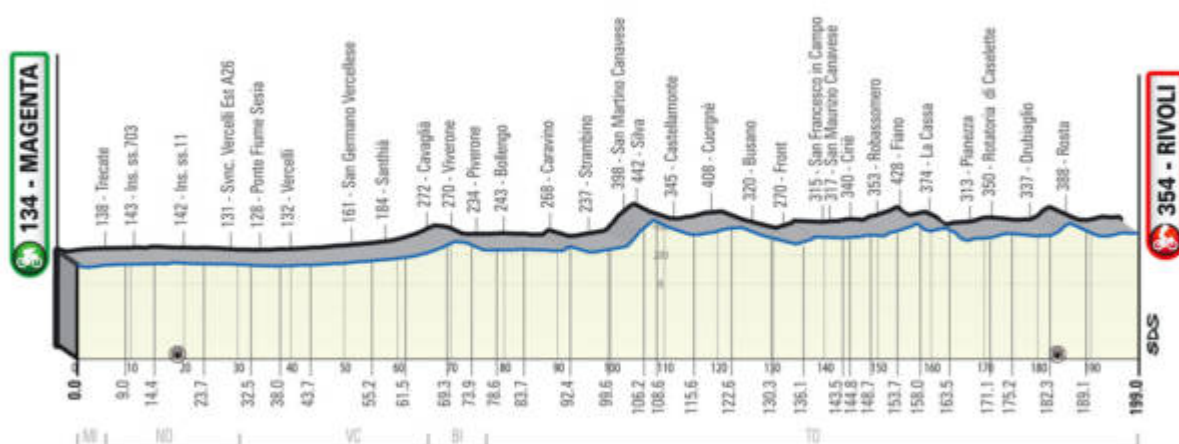 134 - MAGENTA
138 - Trecate
143 - Ins. ss.703
142 - Ins. ss.11
131 - Svnc. Vercelli Est A26
128 - Ponte Fiume Sesia
132 - Vercelli
161 - San Germano Vercellese
184 - Santhià
272 - Cavaglià
270 - Viverone
234 - Piverone
243 - Bollengo
268 - Caravino
237 - Strambino
398 - San Martino Canavese
442 - Silva
345 - Castellamonte
408 - Cuorgnè
320 - Busano
270 - Front
315 - San Francesco in Campo
317 - San Maurizio Canavese
340 - Ciriè
353 - Robassomero
428 - Fiano
374 - La Cassa
313 - Pianezza
350 - Rotatoria di Caselette
337 - Drubiaglio
388 - Rosta
354 - RIVOLI
SDS
0 10 20 30 40 50 60 70 80 90 100 110 120 130 140 150 160 170 180 190
0.0 9.0 14.4 23.7 32.5 38.0 43.7 55.2 61.5 69.3 73.9 78.6 83.7 92.4 99.6 106.2 108.6 115.6 122.6 130.3 136.1 143.5 144.8 148.7 153.7 158.0 163.5 171.1 175.2 182.3 189.1 199.0
MI NO VC BI TO